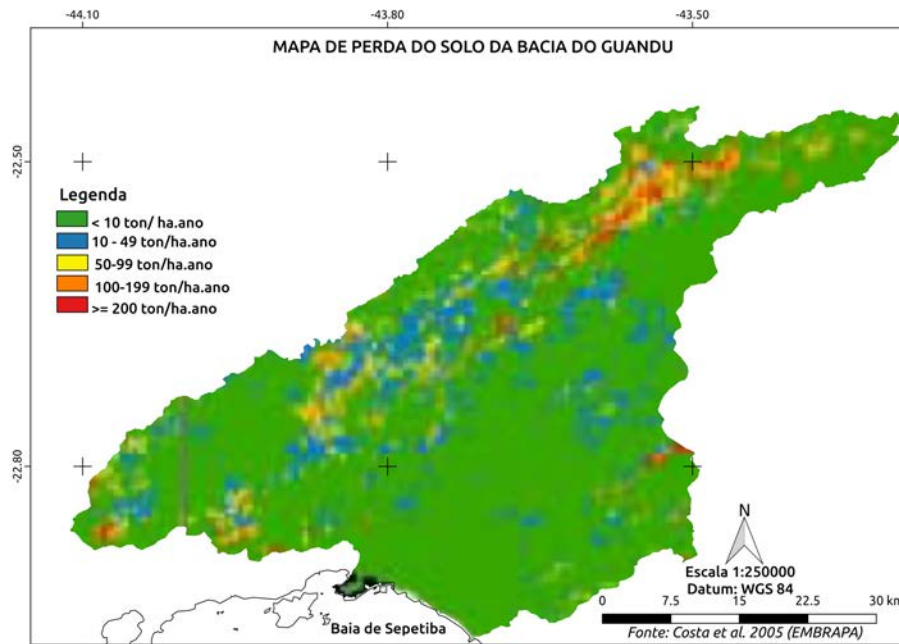 -44.10 -43.80 -43.50
MAPA DE PERDA DO SOLO DA BACIA DO GUANDU
-22.50
Legenda
< 10 ton/ ha.ano
10 - 49 ton/ha.ano
50-99 ton/ha.ano
100-199 ton/ha.ano
>= 200 ton/ha.ano
-22.80
N
Escala 1:250000
Datum: WGS 84
0 7.5 15 22.5 30 km
Baia de Sepetiba
Fonte: Costa et al. 2005 (EMBRAPA)